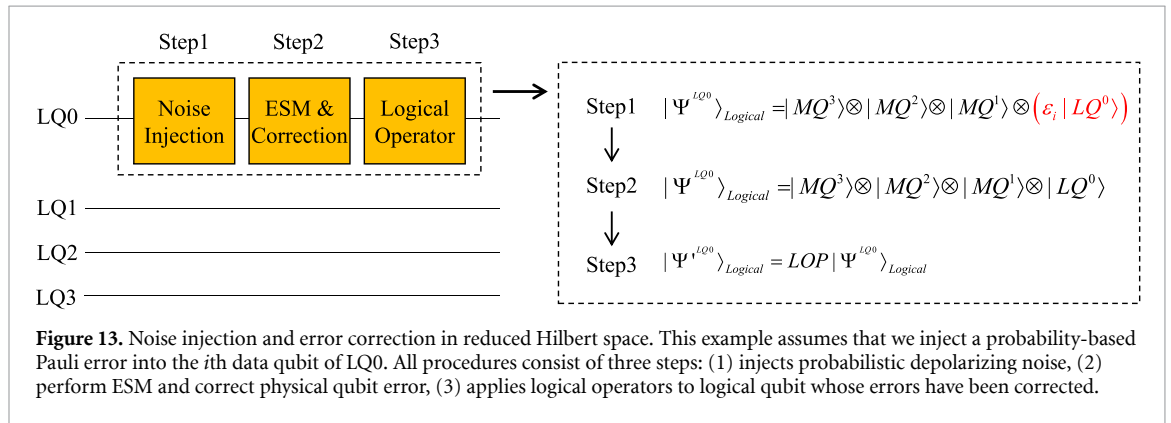 Step1 Step2 Step3
LQ0 Noise Injection ESM & Correction Logical Operator
LQ1
LQ2
LQ3
Step1 |Ψ^{LQ0}⟩_{Logical} =|MQ^3⟩⊗|MQ^2⟩⊗|MQ^1⟩⊗(ε_i|LQ^0⟩)
Step2 |Ψ^{LQ0}⟩_{Logical} =|MQ^3⟩⊗|MQ^2⟩⊗|MQ^1⟩⊗|LQ^0⟩
Step3 |Ψ'^{LQ0}⟩_{Logical} = LOP|Ψ^{LQ0}⟩_{Logical}
Figure 13. Noise injection and error correction in reduced Hilbert space. This example assumes that we inject a probability-based
Pauli error into the ith data qubit of LQ0. All procedures consist of three steps: (1) injects probabilistic depolarizing noise, (2)
perform ESM and correct physical qubit error, (3) applies logical operators to logical qubit whose errors have been corrected.